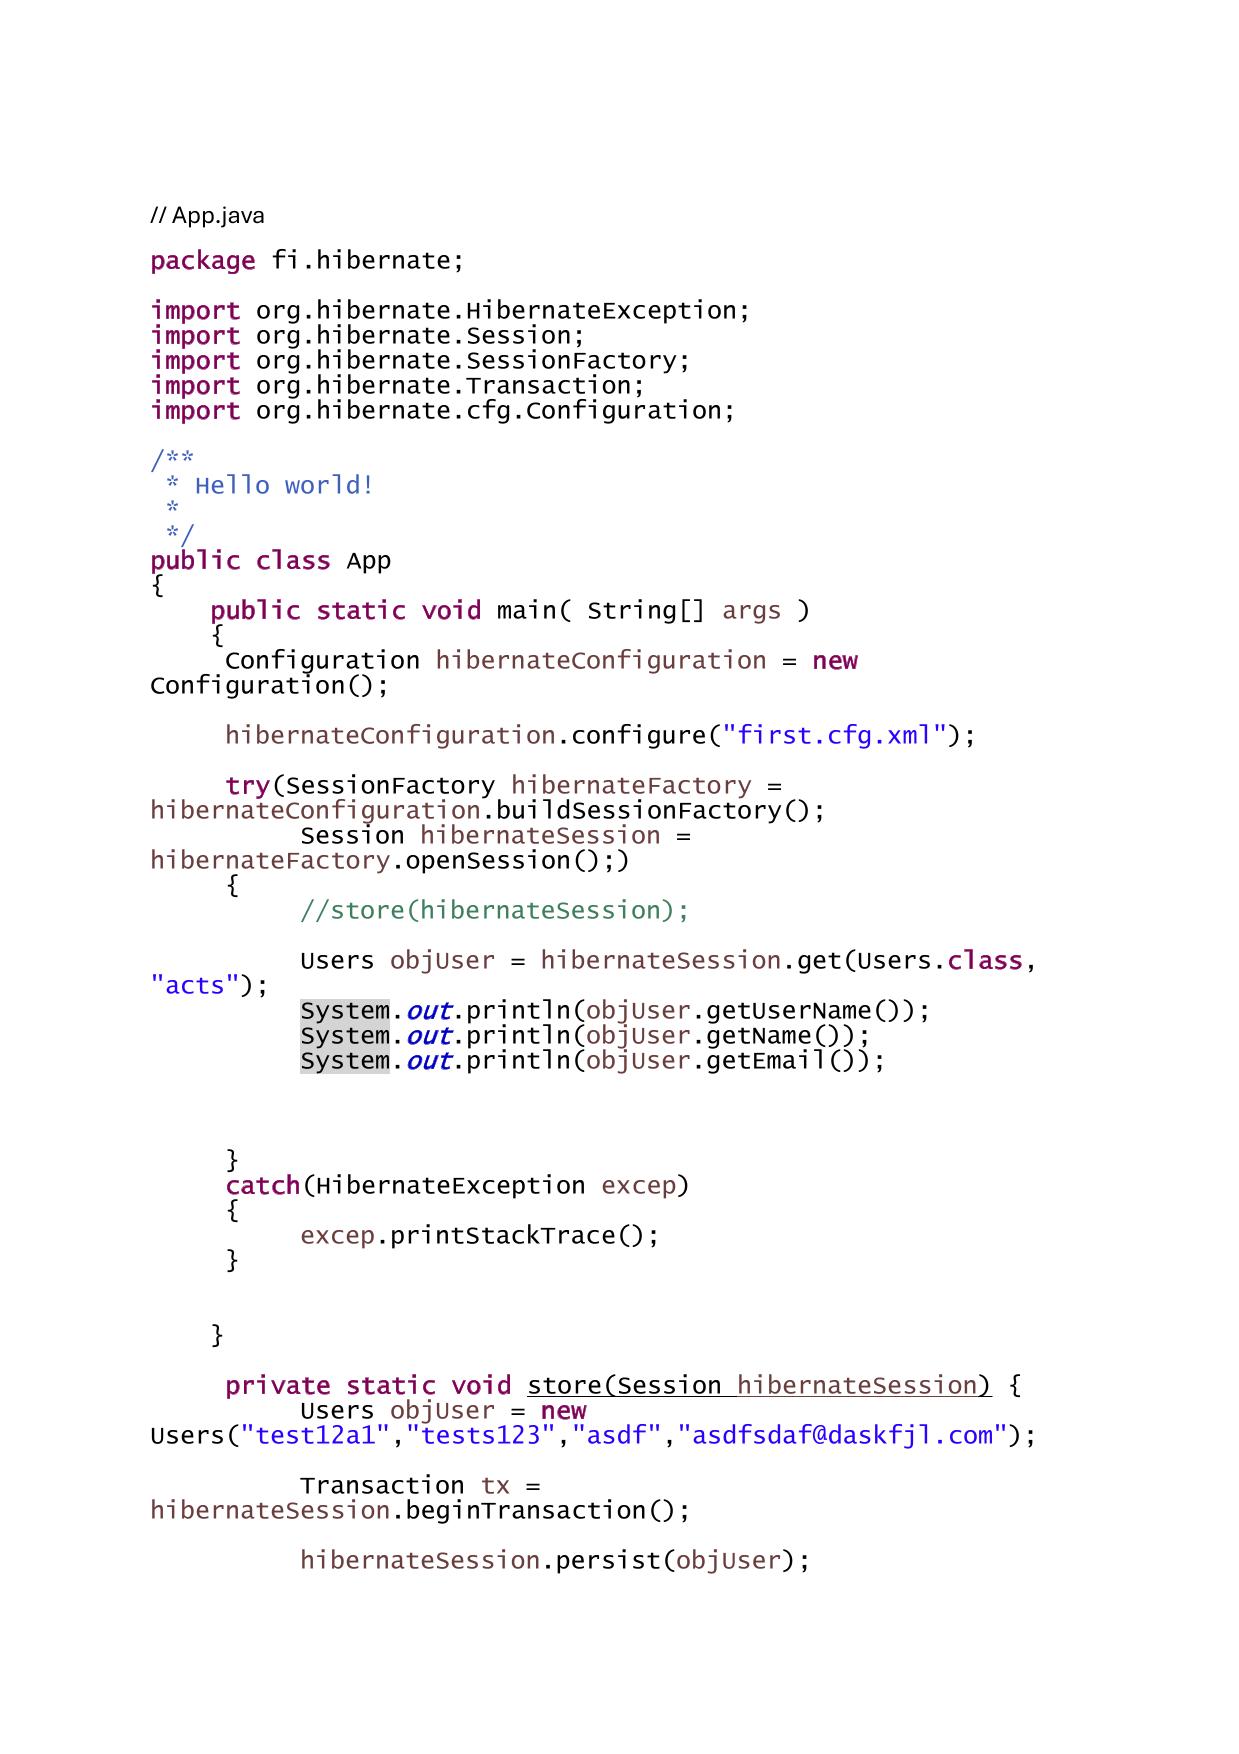 // App.java
package fi.hibernate;
import org.hibernate.HibernateException;
import org.hibernate.Session;
import org.hibernate.SessionFactory;
import org.hibernate.Transaction;
import org.hibernate.cfg.Configuration;
/**
 * Hello world!
 *
 */
public class App
{
    public static void main( String[] args )
    {
     Configuration hibernateConfiguration = new
Configuration();
     hibernateConfiguration.configure("first.cfg.xml");
     try(SessionFactory hibernateFactory =
hibernateConfiguration.buildSessionFactory();
          Session hibernateSession =
hibernateFactory.openSession();)
     {
          //store(hibernateSession);
          Users objUser = hibernateSession.get(Users.class,
"acts");
          System.out.println(objUser.getUserName());
          System.out.println(objUser.getName());
          System.out.println(objUser.getEmail());
     }
     catch(HibernateException excep)
     {
          excep.printStackTrace();
     }
    }
     private static void store(Session hibernateSession) {
          Users objUser = new
Users("test12a1","tests123","asdf","asdfsdaf@daskfjl.com");
          Transaction tx =
hibernateSession.beginTransaction();
          hibernateSession.persist(objUser);